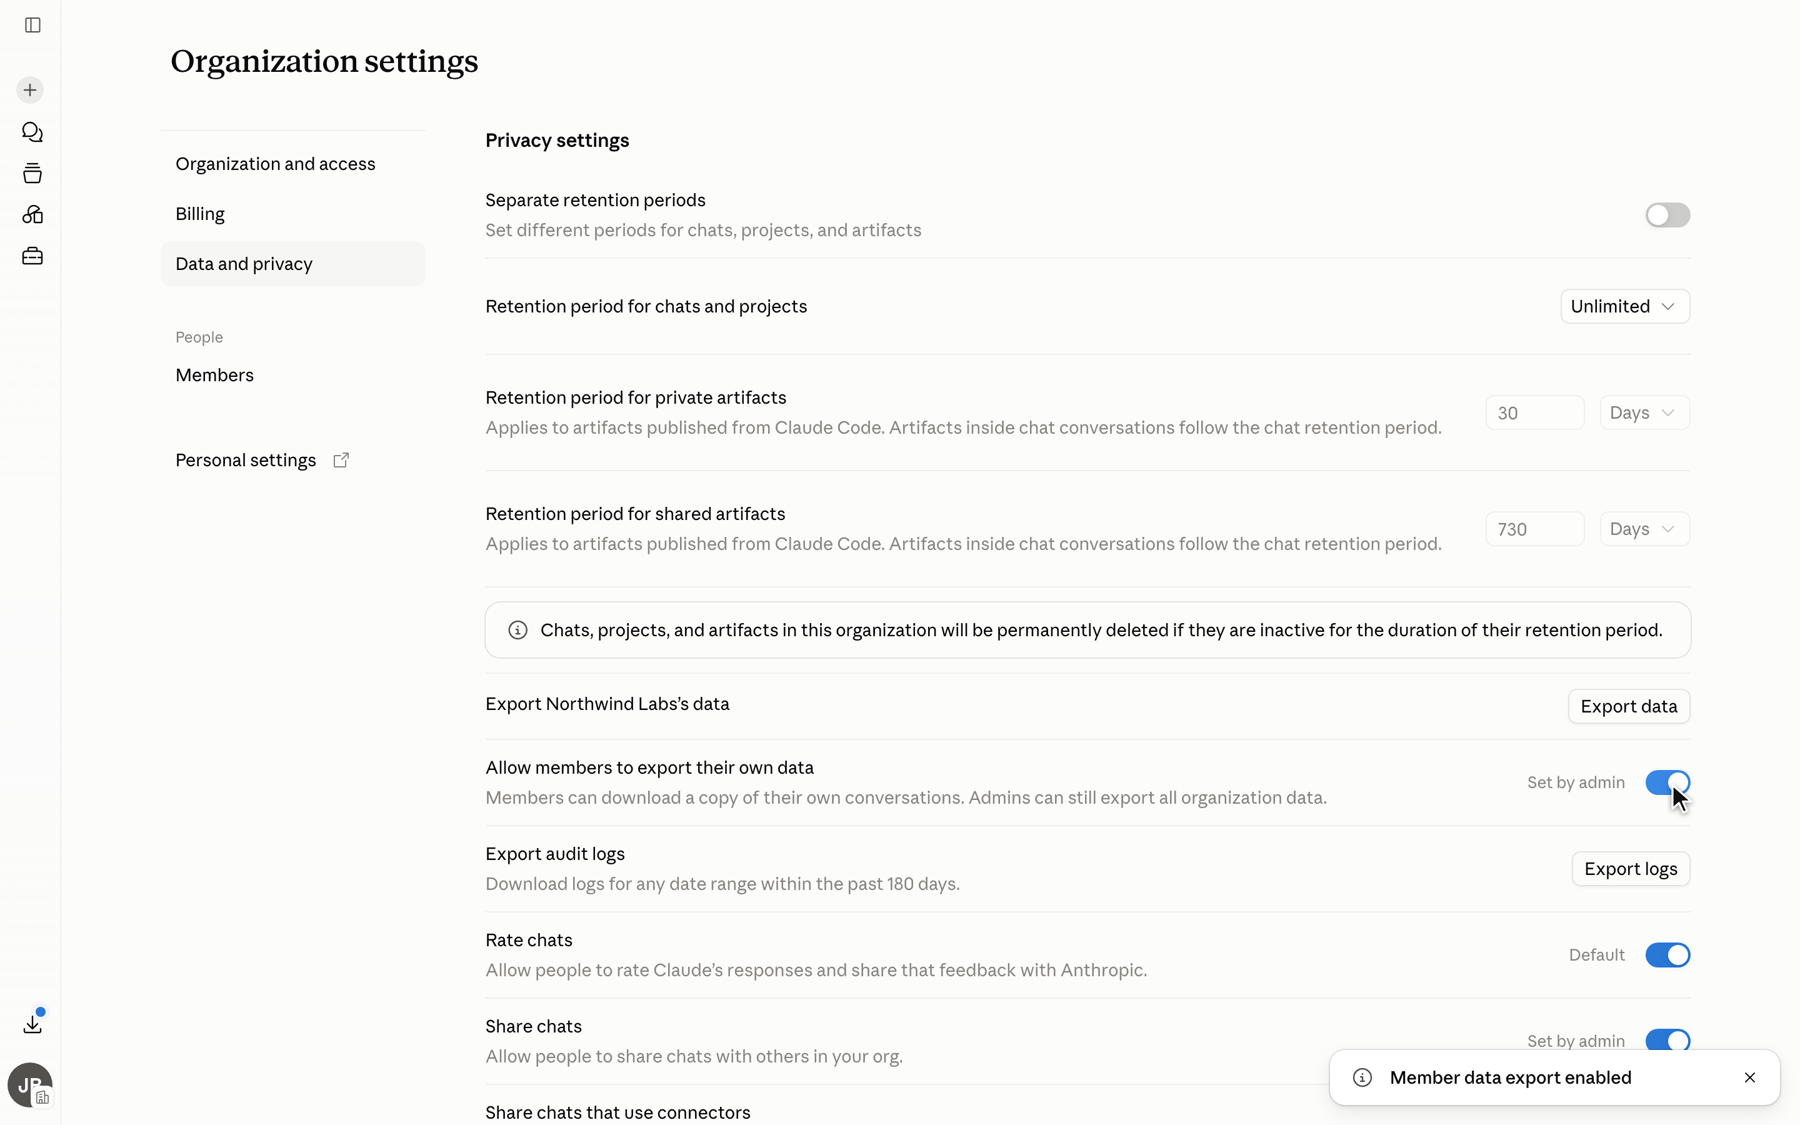 Organization settings
Organization and access
Billing
Data and privacy
People
Members
Personal settings
Privacy settings
Separate retention periods
Set different periods for chats, projects, and artifacts
Retention period for chats and projects
Unlimited
Retention period for private artifacts
Applies to artifacts published from Claude Code. Artifacts inside chat conversations follow the chat retention period.
30
Days
Retention period for shared artifacts
Applies to artifacts published from Claude Code. Artifacts inside chat conversations follow the chat retention period.
730
Days
Chats, projects, and artifacts in this organization will be permanently deleted if they are inactive for the duration of their retention period.
Export Northwind Labs’s data
Export data
Allow members to export their own data
Members can download a copy of their own conversations. Admins can still export all organization data.
Set by admin
Export audit logs
Download logs for any date range within the past 180 days.
Export logs
Rate chats
Allow people to rate Claude’s responses and share that feedback with Anthropic.
Default
Share chats
Allow people to share chats with others in your org.
Set by admin
Share chats that use connectors
Member data export enabled